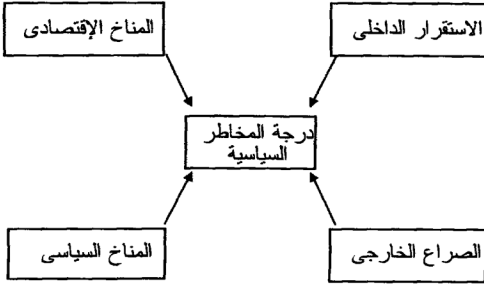 الاستقرار الداخلى
المناخ الإقتصادى
درجة المخاطر
السياسية
الصراع الخارجى
المناخ السياسى